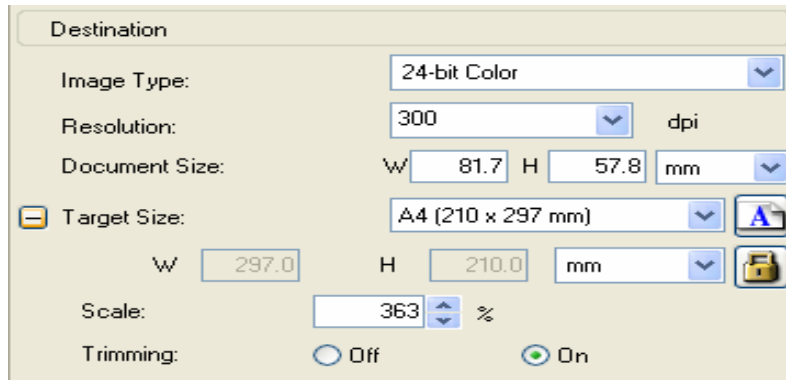 Destination
Image Type: 24-bit Color
Resolution: 300 dpi
Document Size: W 81.7 H 57.8 mm
Target Size: A4 (210 x 297 mm) A
W 297.0 H 210.0 mm
Scale: 363 %
Trimming: Off On